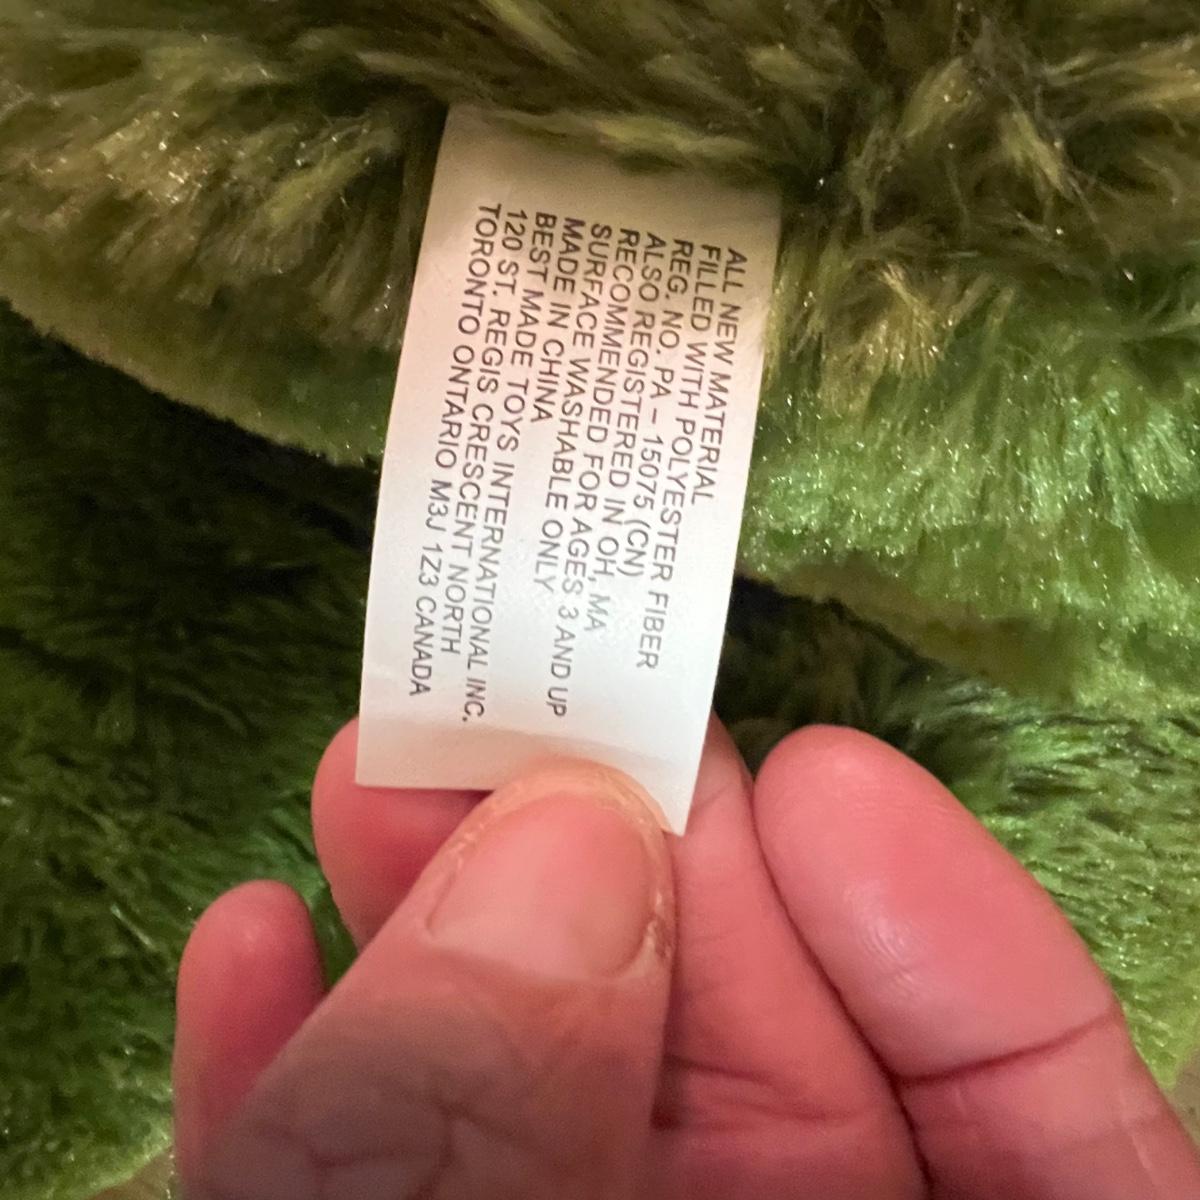 ALL NEW MATERIAL
FILLED WITH POLYESTER FIBER
REG. NO. PA – 15075 (CN)
ALSO REGISTERED IN OH, MA
RECOMMENDED FOR AGES 3 AND UP
SURFACE WASHABLE ONLY
MADE IN CHINA
BEST MADE TOYS INTERNATIONAL INC.
120 ST. REGIS CRESCENT NORTH
TORONTO ONTARIO M3J 1Z3 CANADA